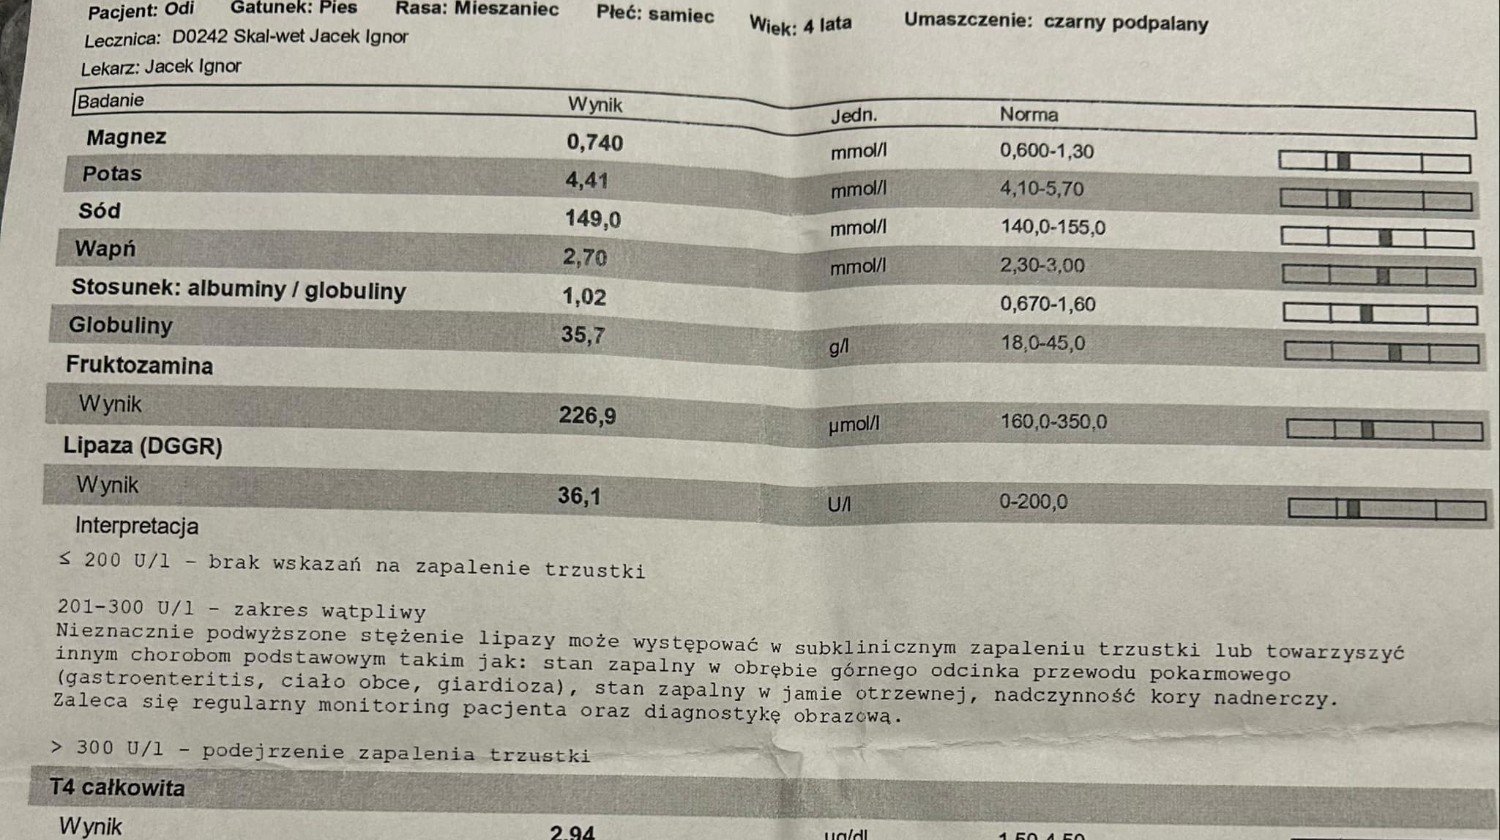 Pacjent: Odi Gatunek: Pies Rasa: Mieszaniec Płeć: samiec Wiek: 4 lata Umaszczenie: czarny podpalany
Lecznica: D0242 Skal-wet Jacek Ignor
Lekarz: Jacek Ignor
Badanie Wynik Jedn. Norma
Magnez 0,740 mmol/l 0,600-1,30
Potas 4,41 mmol/l 4,10-5,70
Sód 149,0 mmol/l 140,0-155,0
Wapń 2,70 mmol/l 2,30-3,00
Stosunek: albuminy / globuliny 1,02 0,670-1,60
Globuliny 35,7 g/l 18,0-45,0
Fruktozamina
Wynik 226,9 µmol/l 160,0-350,0
Lipaza (DGGR)
Wynik 36,1 U/l 0-200,0
Interpretacja
≤ 200 U/l - brak wskazań na zapalenie trzustki
201-300 U/l - zakres wątpliwy
Nieznacznie podwyższone stężenie lipazy może występować w subklinicznym zapaleniu trzustki lub towarzyszyć
innym chorobom podstawowym takim jak: stan zapalny w obrębie górnego odcinka przewodu pokarmowego
(gastroenteritis, ciało obce, giardioza), stan zapalny w jamie otrzewnej, nadczynność kory nadnerczy.
Zaleca się regularny monitoring pacjenta oraz diagnostykę obrazową.
> 300 U/l - podejrzenie zapalenia trzustki
T4 całkowita
Wynik 2,94 µg/dl 1,50-4,50